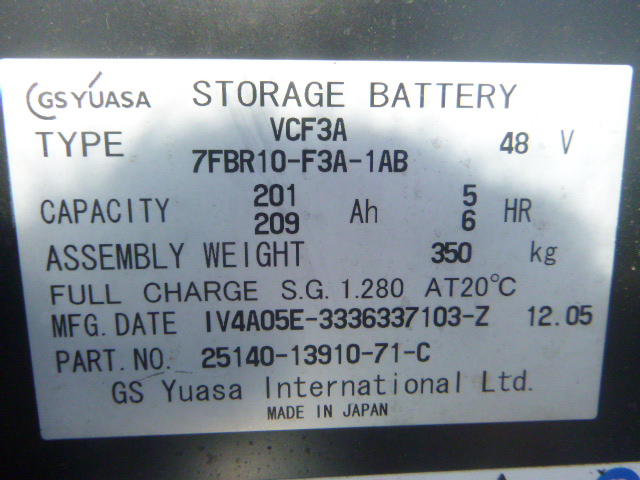 GS YUASA STORAGE BATTERY
TYPE VCF3A 48 V
7FBR10-F3A-1AB
CAPACITY 201 Ah 5 HR
209 6
ASSEMBLY WEIGHT 350 kg
FULL CHARGE S.G. 1.280 AT20°C
MFG. DATE IV4A05E-3336337103-Z 12.05
PART. NO. 25140-13910-71-C
GS Yuasa International Ltd.
MADE IN JAPAN